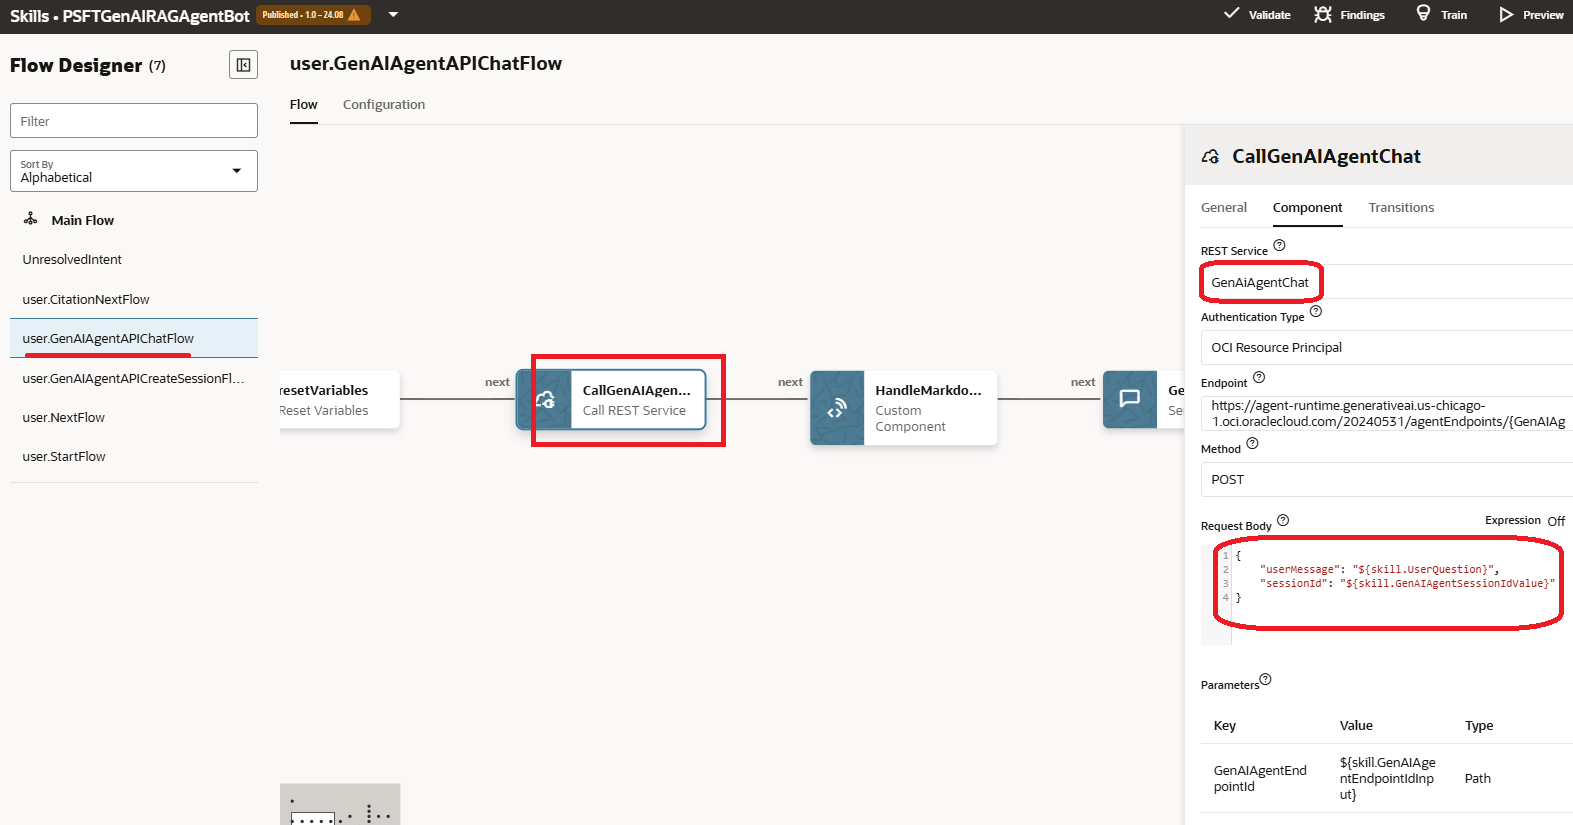 Skills • PSFTGenAIRAGAgentBot
Published - 1.0 – 24.08
Validate
Findings
Train
Preview
Flow Designer (7)
Filter
Sort By
Alphabetical
Main Flow
UnresolvedIntent
user.CitationNextFlow
user.GenAIAgentAPIChatFlow
user.GenAIAgentAPICreateSessionFl...
user.NextFlow
user.StartFlow
user.GenAIAgentAPIChatFlow
Flow
Configuration
resetVariables
Reset Variables
next
CallGenAIAgen...
Call REST Service
next
HandleMarkdo...
Custom
Component
next
Ge
Se
CallGenAIAgentChat
General
Component
Transitions
REST Service
GenAiAgentChat
Authentication Type
OCI Resource Principal
Endpoint
https://agent-runtime.generativeai.us-chicago-
1.oci.oraclecloud.com/20240531/agentEndpoints/{GenAIAg
Method
POST
Request Body
Expression Off
1 {
2 "userMessage": "${skill.UserQuestion}",
3 "sessionId": "${skill.GenAIAgentSessionIdValue}"
4 }
Parameters
Key Value Type
GenAIAgentEnd
pointId
${skill.GenAIAge
ntEndpointIdInp
ut}
Path